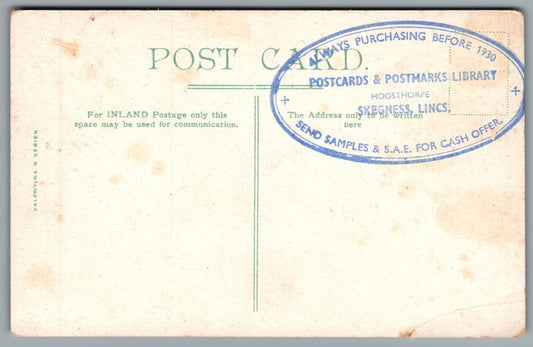 POST CARD.
ALWAYS PURCHASING BEFORE 1930
POSTCARDS & POSTMARKS LIBRARY
HOGSTHORPE
SKEGNESS, LINCS.
SEND SAMPLES & S.A.E. FOR CASH OFFER.
For INLAND Postage only this
space may be used for communication.
The Address only to be written
here
VALENTINE'S SERIES